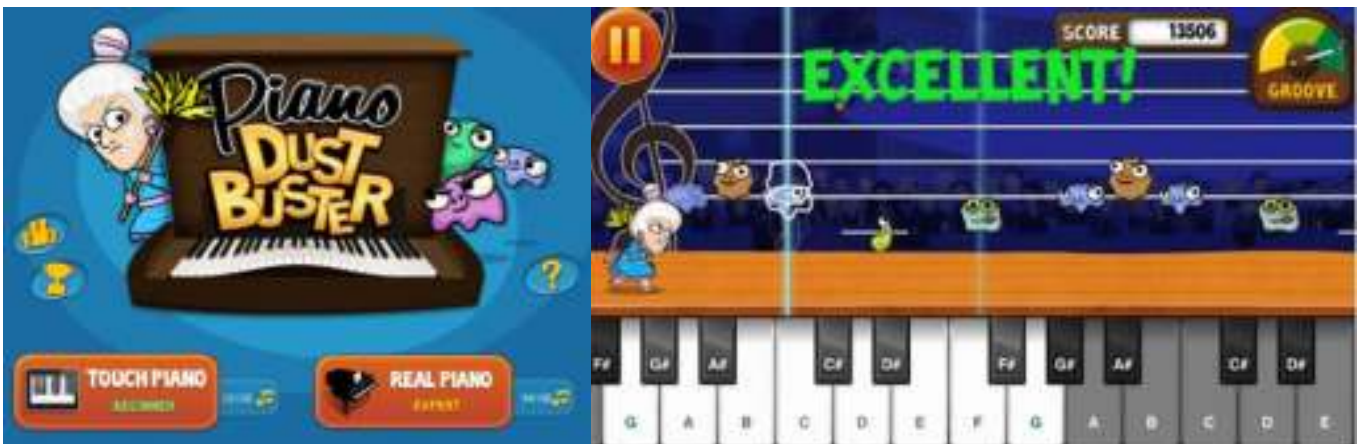 Piano
DUST
BUSTER
TOUCH PIANO
BEGINNER
REAL PIANO
EXPERT
?
SCORE 13506
EXCELLENT!
GROOVE
F# G# A# C# D# F# G# A# C# D#
G A B C D E F G A B C D E